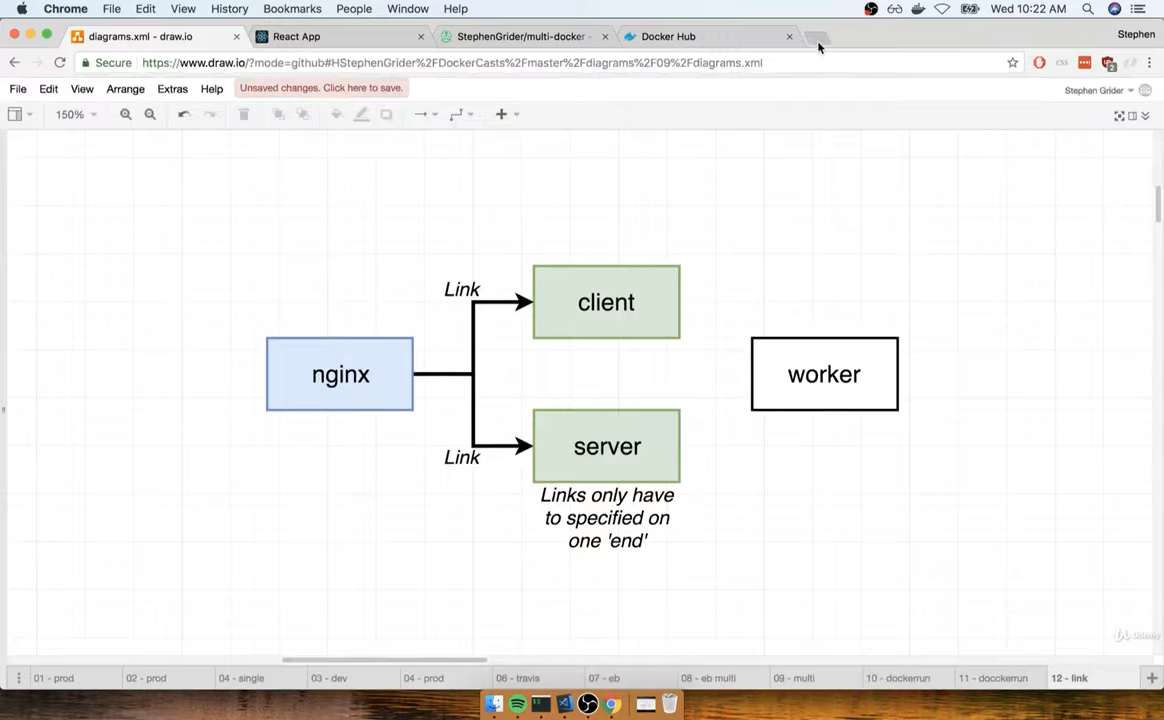 Chrome File Edit View History Bookmarks People Window Help Wed 10:22 AM
diagrams.xml - draw.io React App StephenGrider/multi-docker - Docker Hub Stephen
Secure https://www.draw.io/?mode=github#HStephenGrider%2FDockerCasts%2Fmaster%2Fdiagrams%2F09%2Fdiagrams.xml css 2
File Edit View Arrange Extras Help Unsaved changes. Click here to save. Stephen Grider
150%
Link
client
nginx
worker
server
Link
Links only have
to specified on
one 'end'
Udemy
01 - prod 02 - prod 04 - single 03 - dev 04 - prod 06 - travis 07 - eb 08 - eb multi 09 - multi 10 - dockerrun 11 - docckerrun 12 - link